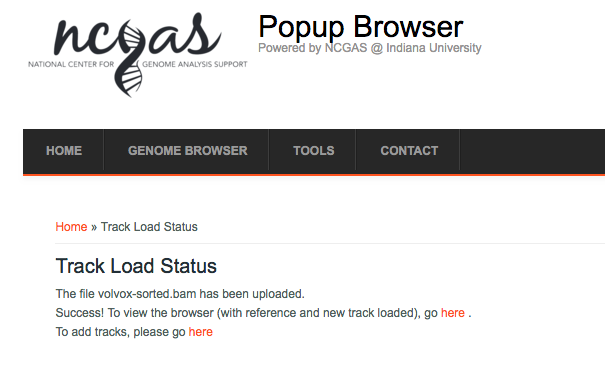 ncgas
NATIONAL CENTER FOR GENOME ANALYSIS SUPPORT
Popup Browser
Powered by NCGAS @ Indiana University
HOME GENOME BROWSER TOOLS CONTACT
Home » Track Load Status
Track Load Status
The file volvox-sorted.bam has been uploaded.
Success! To view the browser (with reference and new track loaded), go here .
To add tracks, please go here